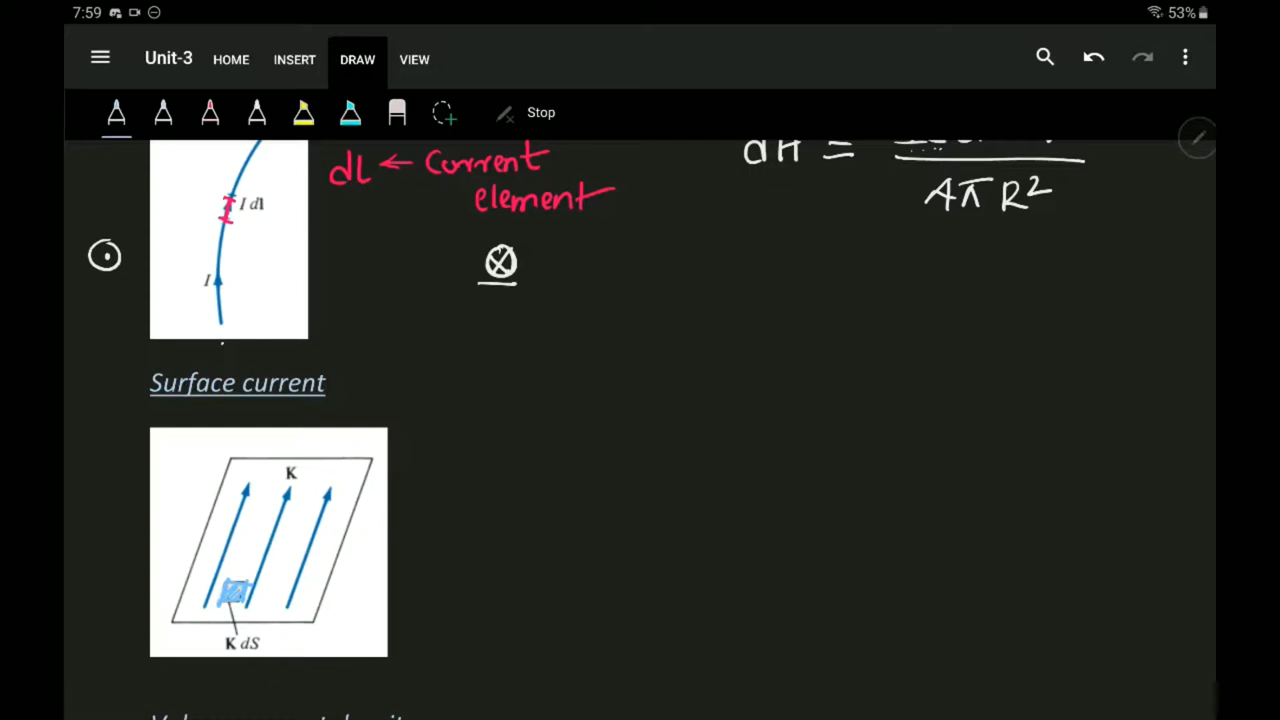 7:59 53%
Unit-3 HOME INSERT DRAW VIEW
Stop
dl ← Current
element
dH =
4π R²
I dl
I
Surface current
K
K dS